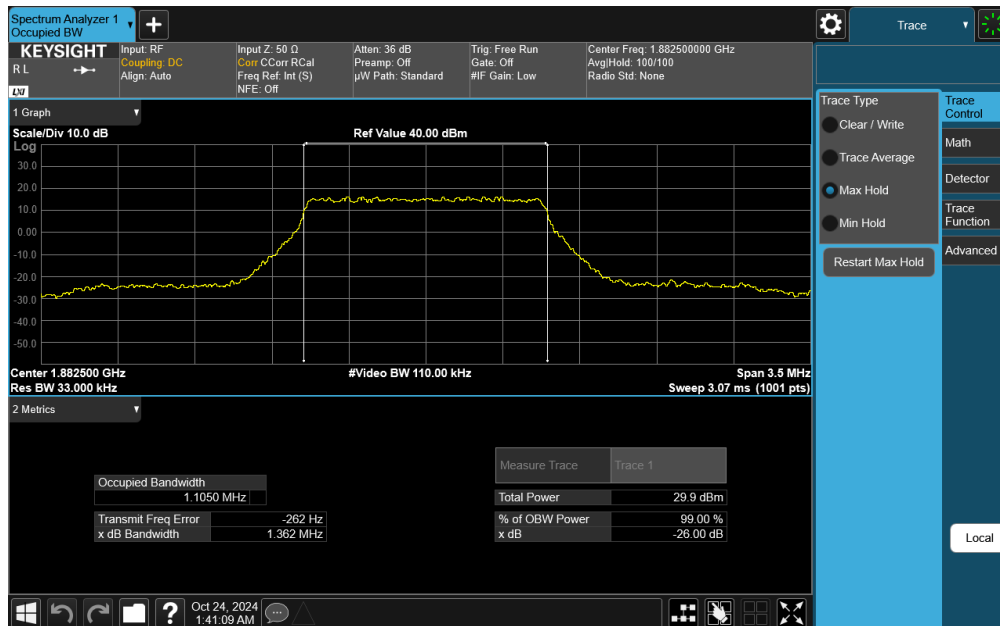 Spectrum Analyzer 1
Occupied BW
Trace
KEYSIGHT
R L
LXI
Input: RF
Coupling: DC
Align: Auto
Input Z: 50 Ω
Corr CCorr RCal
Freq Ref: Int (S)
NFE: Off
Atten: 36 dB
Preamp: Off
µW Path: Standard
Trig: Free Run
Gate: Off
#IF Gain: Low
Center Freq: 1.882500000 GHz
Avg|Hold: 100/100
Radio Std: None
1 Graph
Scale/Div 10.0 dB
Ref Value 40.00 dBm
Log
30.0
20.0
10.0
0.00
-10.0
-20.0
-30.0
-40.0
-50.0
Center 1.882500 GHz
#Video BW 110.00 kHz
Span 3.5 MHz
Res BW 33.000 kHz
Sweep 3.07 ms (1001 pts)
2 Metrics
Measure Trace
Trace 1
Occupied Bandwidth
1.1050 MHz
Total Power
29.9 dBm
Transmit Freq Error
-262 Hz
% of OBW Power
99.00 %
x dB Bandwidth
1.362 MHz
x dB
-26.00 dB
Oct 24, 2024
1:41:09 AM
Trace Type
Clear / Write
Trace Average
Max Hold
Min Hold
Restart Max Hold
Trace
Control
Math
Detector
Trace
Function
Advanced
Local